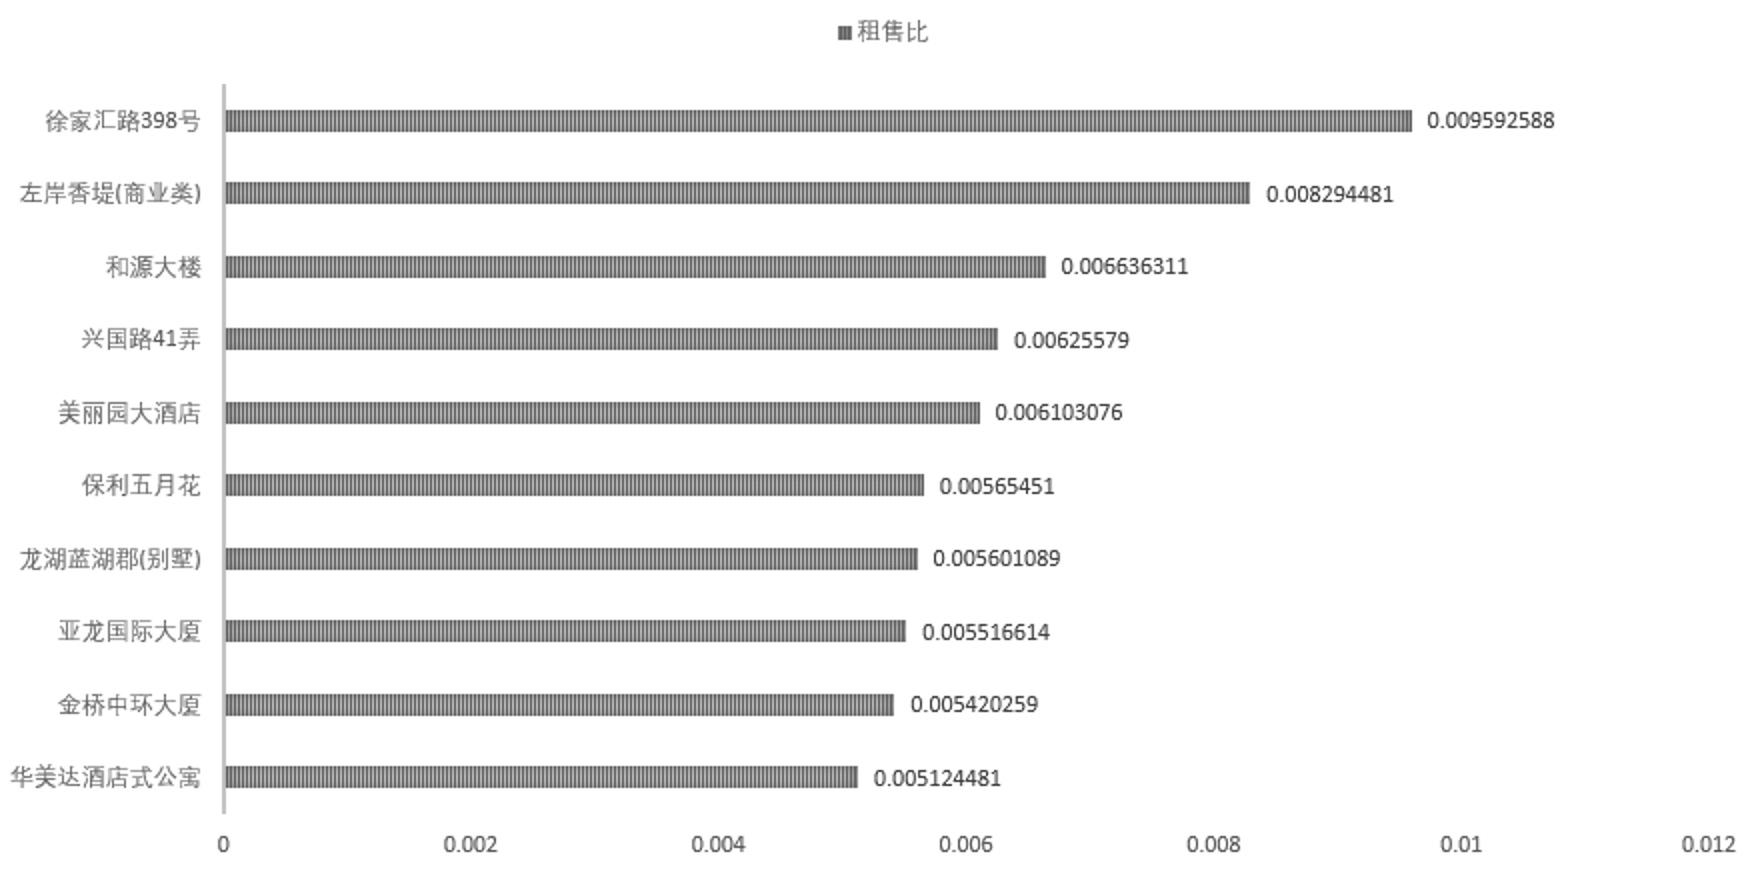 租售比
徐家汇路398号 0.009592588
左岸香堤(商业类) 0.008294481
和源大楼 0.006636311
兴国路41弄 0.00625579
美丽园大酒店 0.006103076
保利五月花 0.00565451
龙湖蓝湖郡(别墅) 0.005601089
亚龙国际大厦 0.005516614
金桥中环大厦 0.005420259
华美达酒店式公寓 0.005124481
0 0.002 0.004 0.006 0.008 0.01 0.012